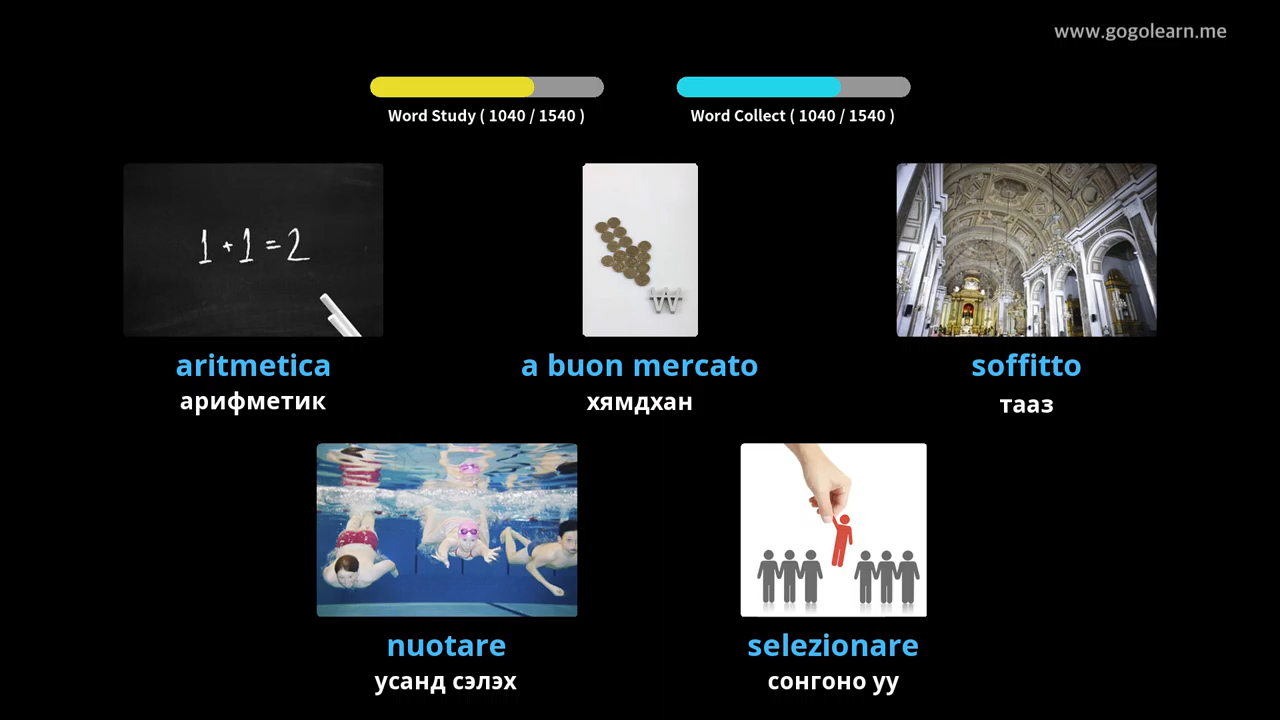 www.gogolearn.me
Word Study ( 1040 / 1540 )
Word Collect ( 1040 / 1540 )
1 + 1 = 2
₩
aritmetica
арифметик
a buon mercato
хямдхан
soffitto
тааз
nuotare
усанд сэлэх
selezionare
сонгоно уу